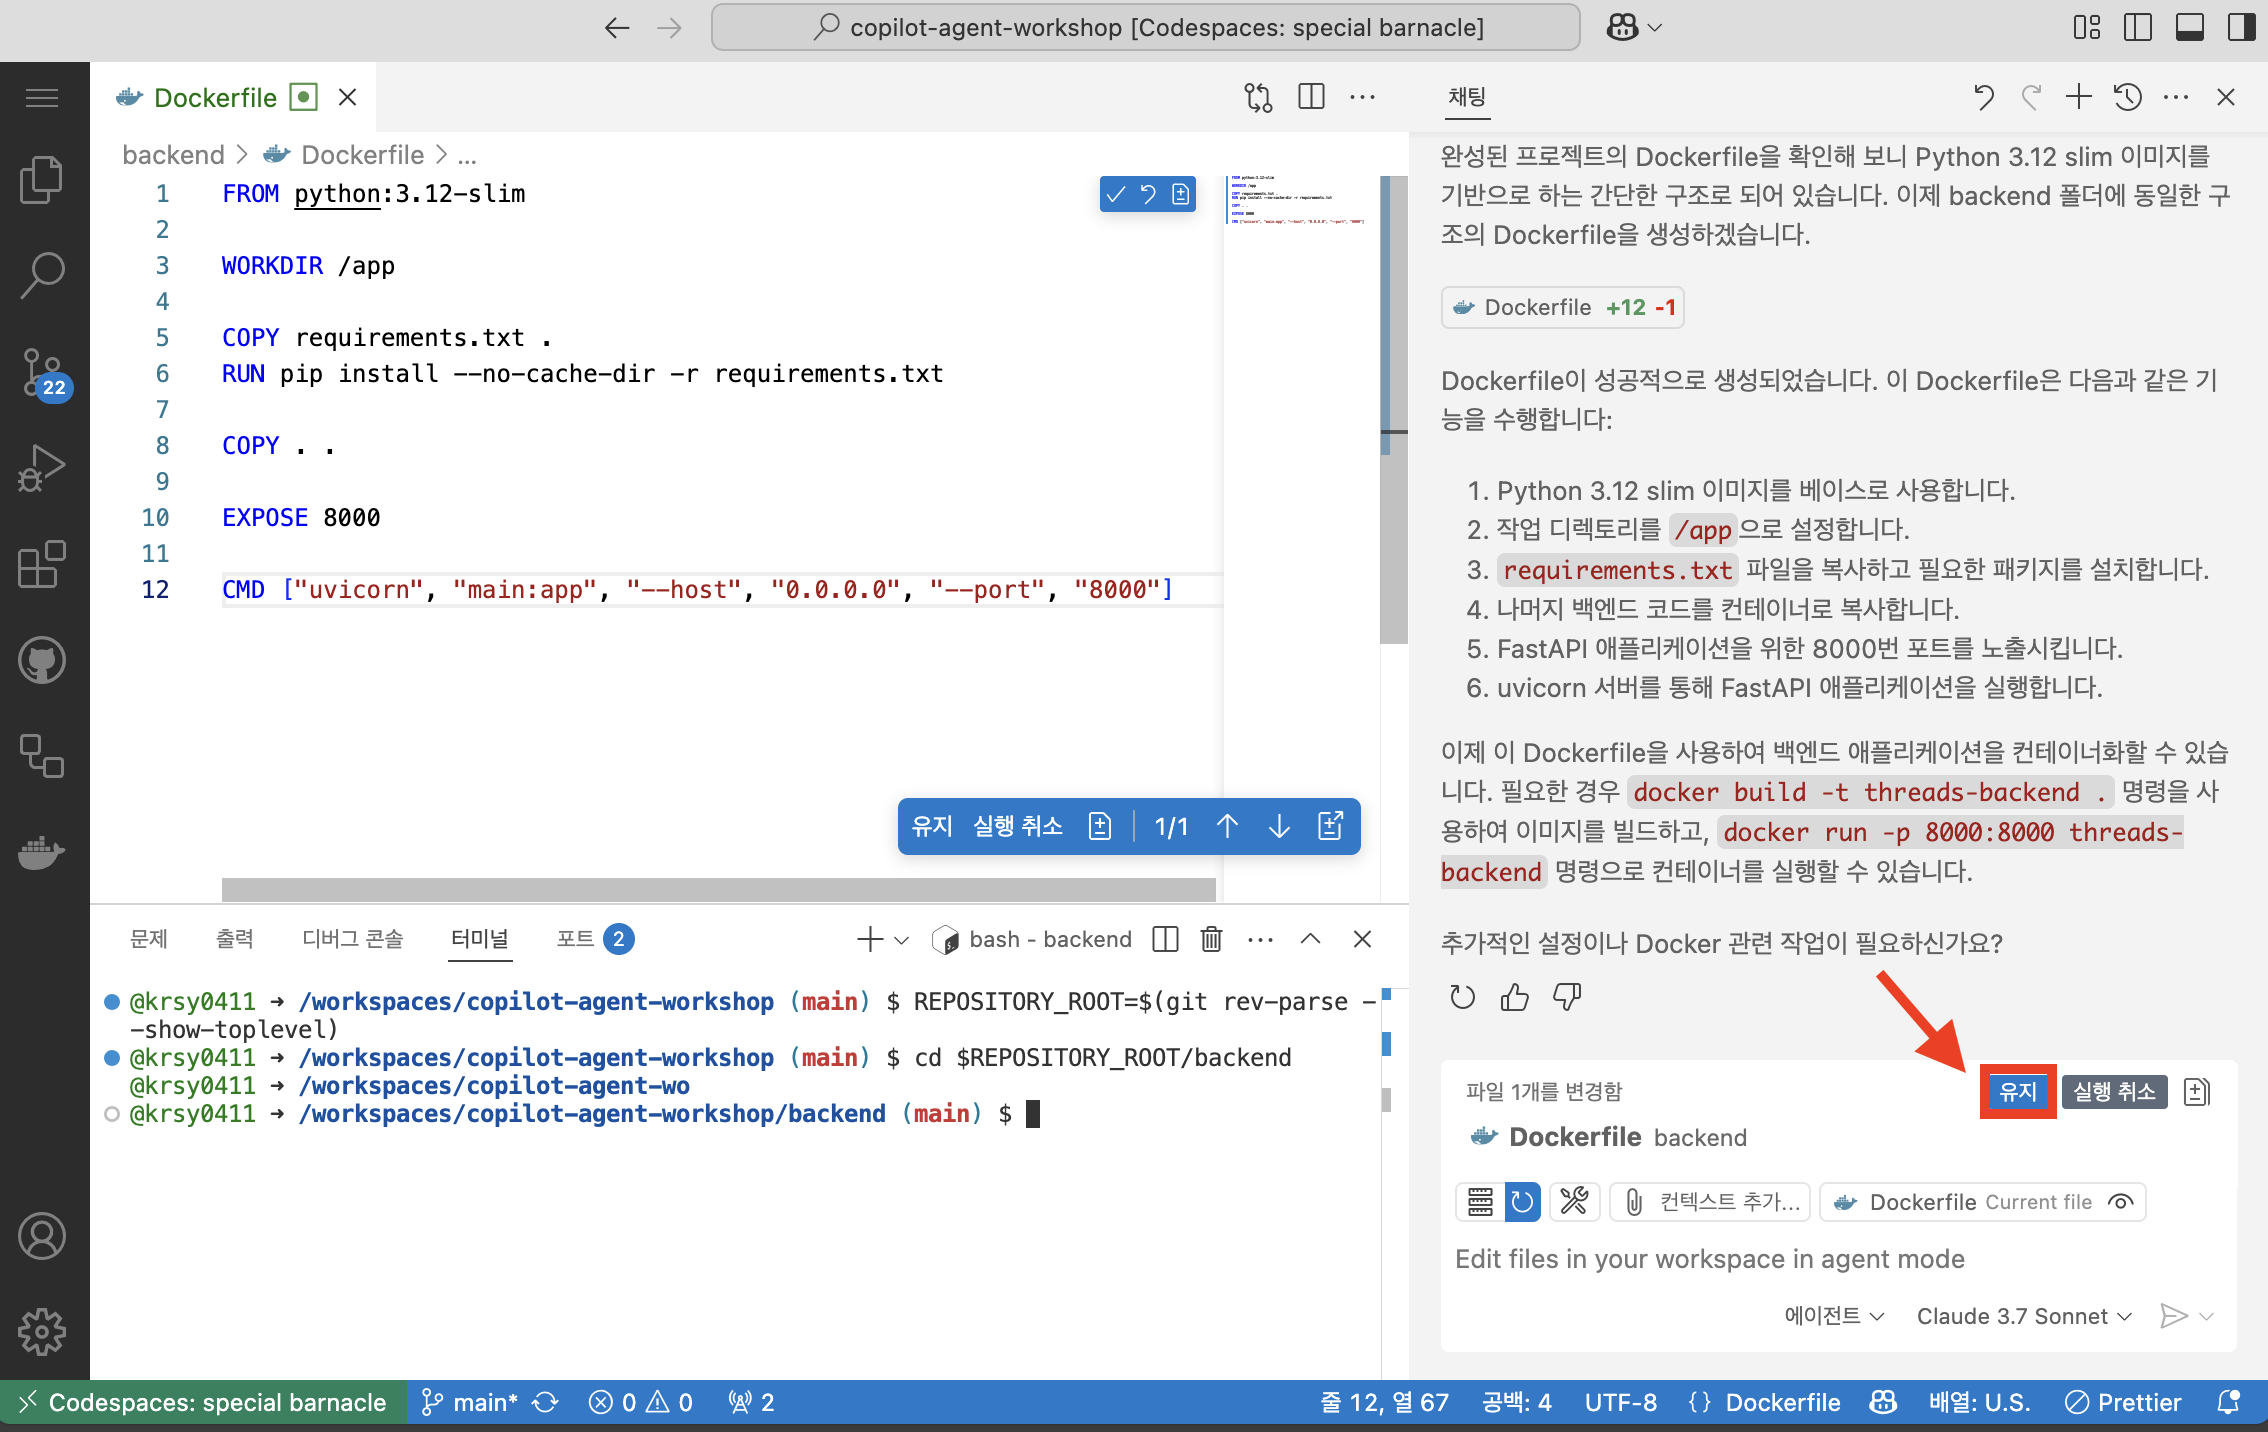 copilot-agent-workshop [Codespaces: special barnacle]
Dockerfile
backend > Dockerfile > ...
1 FROM python:3.12-slim
2
3 WORKDIR /app
4
5 COPY requirements.txt .
6 RUN pip install --no-cache-dir -r requirements.txt
7
8 COPY . .
9
10 EXPOSE 8000
11
12 CMD ["uvicorn", "main:app", "--host", "0.0.0.0", "--port", "8000"]
유지 실행 취소 1/1
22
문제 출력 디버그 콘솔 터미널 포트 2
bash - backend
@krsy0411 → /workspaces/copilot-agent-workshop (main) $ REPOSITORY_ROOT=$(git rev-parse -
-show-toplevel)
@krsy0411 → /workspaces/copilot-agent-workshop (main) $ cd $REPOSITORY_ROOT/backend
@krsy0411 → /workspaces/copilot-agent-wo
@krsy0411 → /workspaces/copilot-agent-workshop/backend (main) $
채팅
완성된 프로젝트의 Dockerfile을 확인해 보니 Python 3.12 slim 이미지를
기반으로 하는 간단한 구조로 되어 있습니다. 이제 backend 폴더에 동일한 구
조의 Dockerfile을 생성하겠습니다.
Dockerfile +12 -1
Dockerfile이 성공적으로 생성되었습니다. 이 Dockerfile은 다음과 같은 기
능을 수행합니다:
1. Python 3.12 slim 이미지를 베이스로 사용합니다.
2. 작업 디렉토리를 /app으로 설정합니다.
3. requirements.txt 파일을 복사하고 필요한 패키지를 설치합니다.
4. 나머지 백엔드 코드를 컨테이너로 복사합니다.
5. FastAPI 애플리케이션을 위한 8000번 포트를 노출시킵니다.
6. uvicorn 서버를 통해 FastAPI 애플리케이션을 실행합니다.
이제 이 Dockerfile을 사용하여 백엔드 애플리케이션을 컨테이너화할 수 있습
니다. 필요한 경우 docker build -t threads-backend . 명령을 사
용하여 이미지를 빌드하고, docker run -p 8000:8000 threads-
backend 명령으로 컨테이너를 실행할 수 있습니다.
추가적인 설정이나 Docker 관련 작업이 필요하신가요?
파일 1개를 변경함 유지 실행 취소
Dockerfile backend
컨텍스트 추가... Dockerfile Current file
Edit files in your workspace in agent mode
에이전트 Claude 3.7 Sonnet
Codespaces: special barnacle main* 0 0 2 줄 12, 열 67 공백: 4 UTF-8 {} Dockerfile 배열: U.S. Prettier